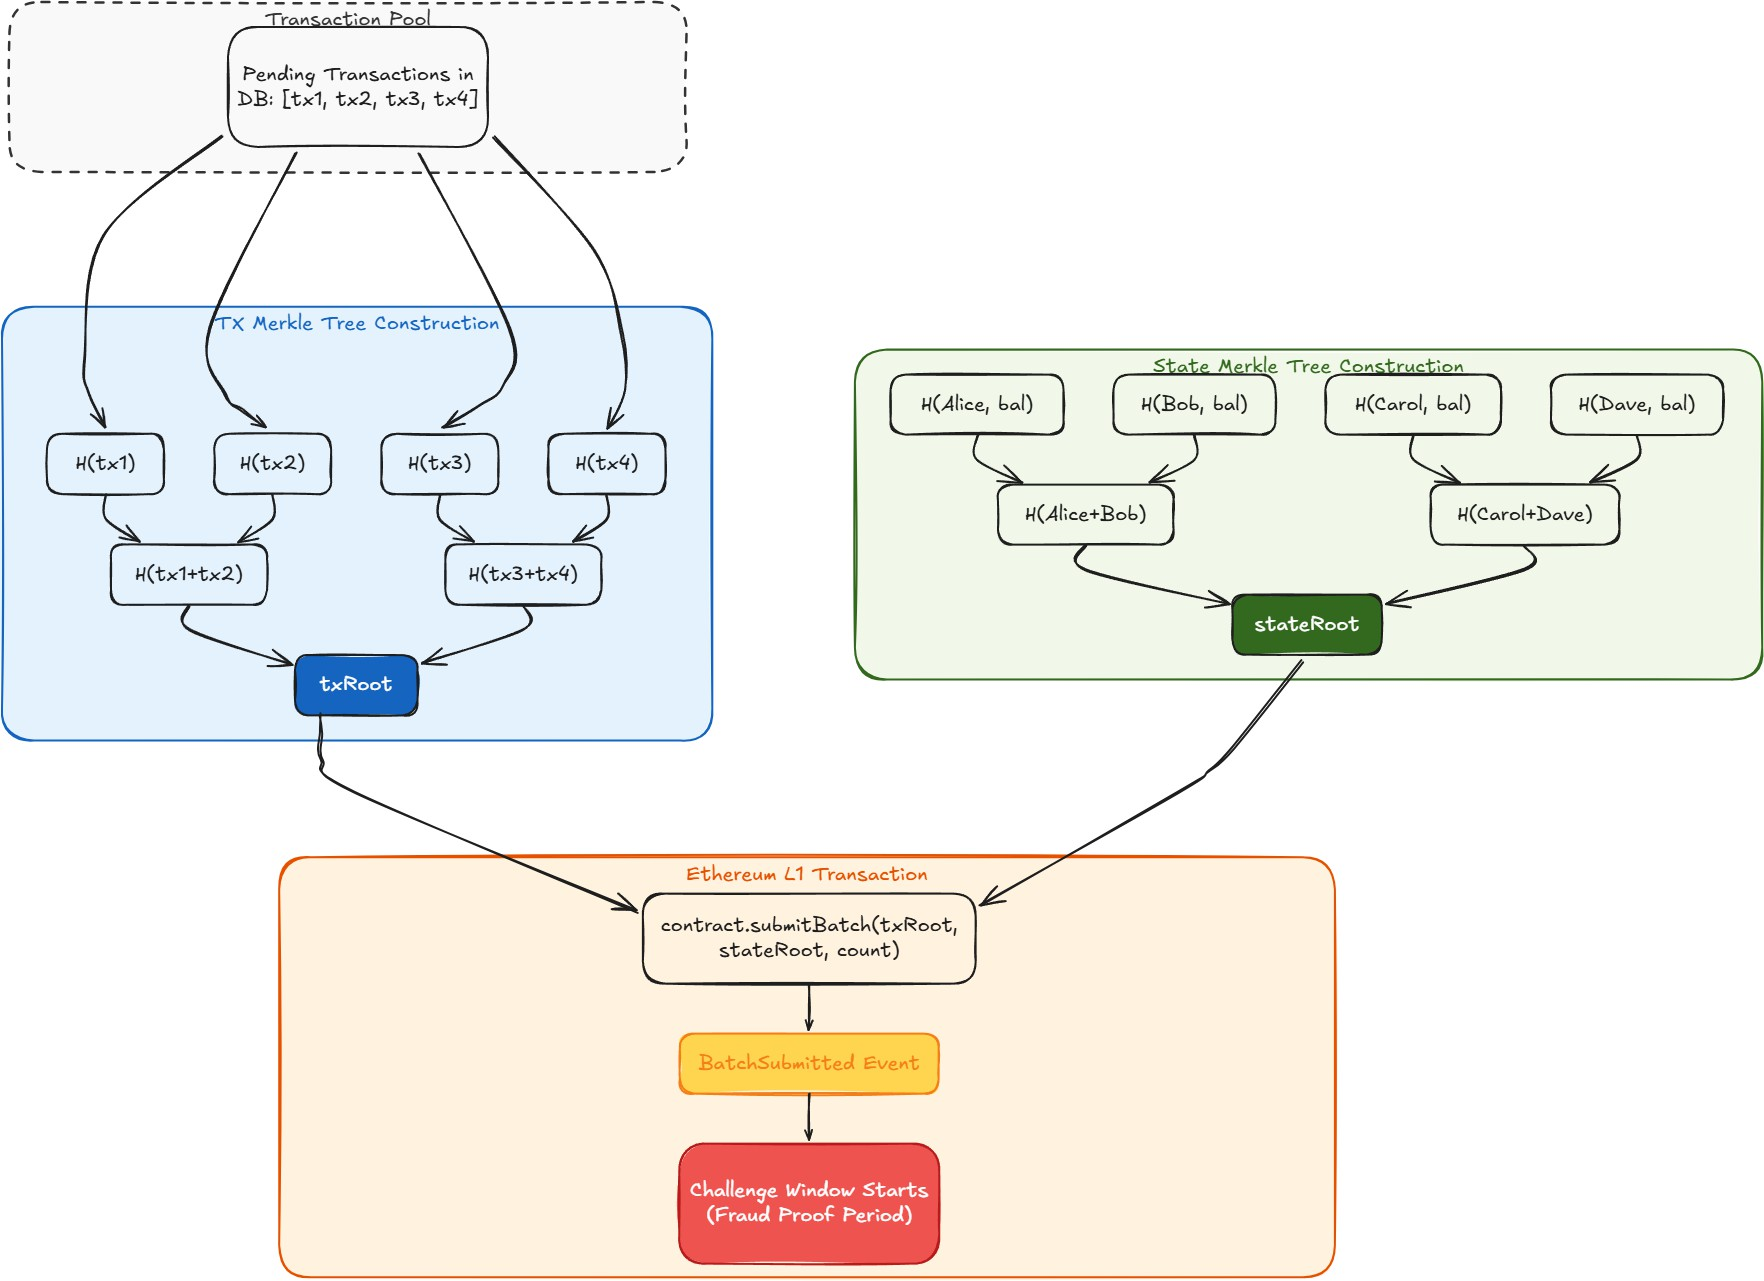 Transaction Pool
Pending Transactions in
DB: [tx1, tx2, tx3, tx4]
TX Merkle Tree Construction
H(tx1)
H(tx2)
H(tx3)
H(tx4)
H(tx1+tx2)
H(tx3+tx4)
txRoot
State Merkle Tree Construction
H(Alice, bal)
H(Bob, bal)
H(Carol, bal)
H(Dave, bal)
H(Alice+Bob)
H(Carol+Dave)
stateRoot
Ethereum L1 Transaction
contract.submitBatch(txRoot,
stateRoot, count)
BatchSubmitted Event
Challenge Window Starts
(Fraud Proof Period)